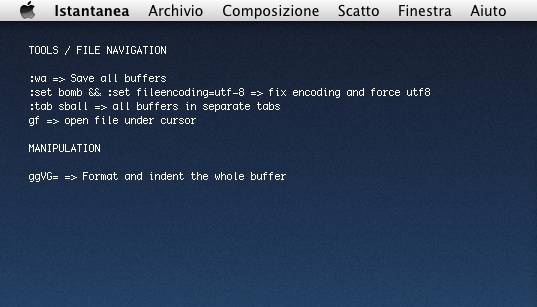 Istantanea Archivio Composizione Scatto Finestra Aiuto
TOOLS / FILE NAVIGATION
:wa => Save all buffers
:set bomb && :set fileencoding=utf-8 => fix encoding and force utf8
:tab sball => all buffers in separate tabs
gf => open file under cursor
MANIPULATION
ggVG= => Format and indent the whole buffer